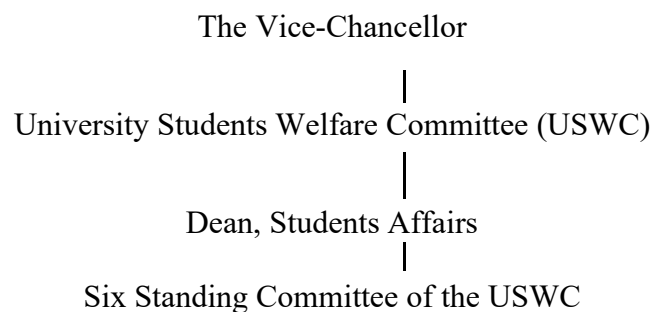 The Vice-Chancellor
University Students Welfare Committee (USWC)
Dean, Students Affairs
Six Standing Committee of the USWC